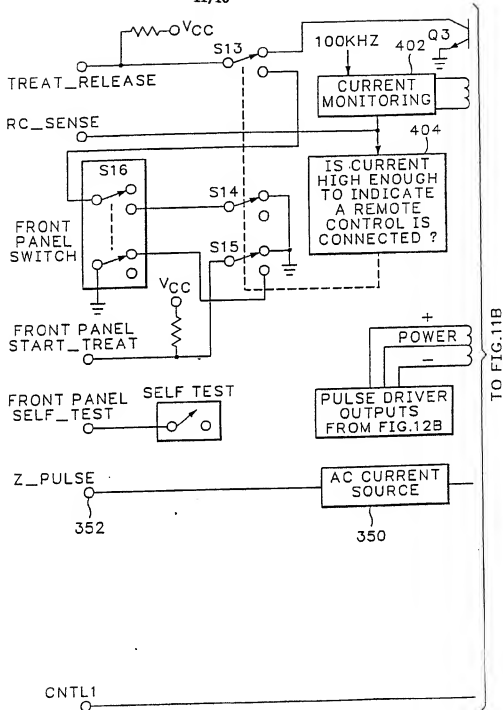 VCC
S13
Q3
100KHZ
402
TREAT_RELEASE
CURRENT
MONITORING
RC_SENSE
404
S16
IS CURRENT
HIGH ENOUGH
TO INDICATE
A REMOTE
CONTROL IS
CONNECTED ?
S14
FRONT
PANEL
SWITCH
S15
VCC
FRONT PANEL
START_TREAT
+
POWER
−
TO FIG.11B
FRONT PANEL
SELF_TEST
SELF TEST
PULSE DRIVER
OUTPUTS
FROM FIG.12B
Z_PULSE
AC CURRENT
SOURCE
352
350
CNTL1